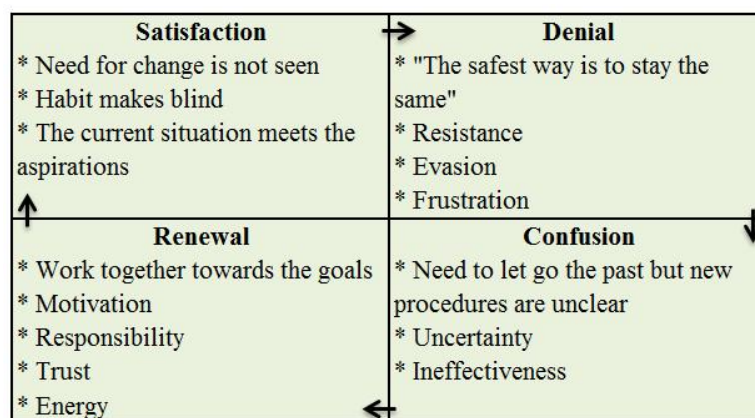 Satisfaction
* Need for change is not seen
* Habit makes blind
* The current situation meets the
aspirations
Denial
* "The safest way is to stay the
same"
* Resistance
* Evasion
* Frustration
Renewal
* Work together towards the goals
* Motivation
* Responsibility
* Trust
* Energy
Confusion
* Need to let go the past but new
procedures are unclear
* Uncertainty
* Ineffectiveness